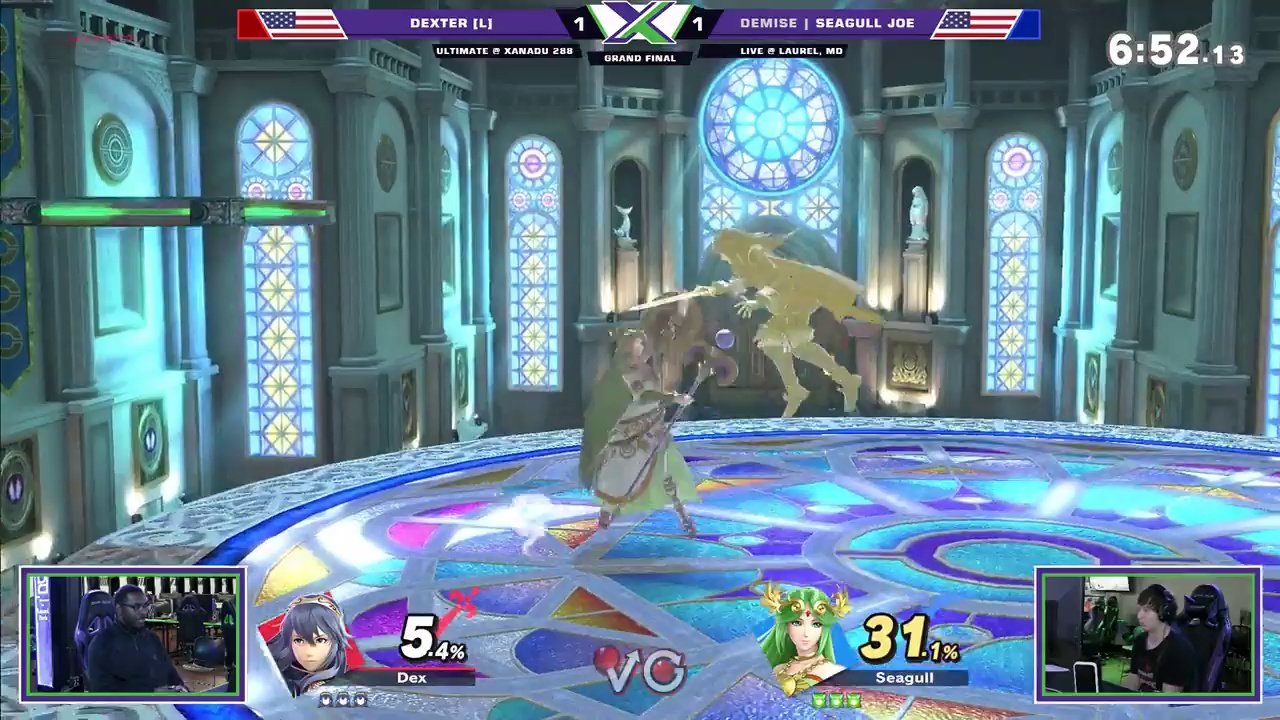 DEXTER [L]
1
1
DEMISE | SEAGULL JOE
ULTIMATE @ XANADU 288
GRAND FINAL
LIVE @ LAUREL, MD
6:52.13
5.4%
Dex
31.1%
Seagull